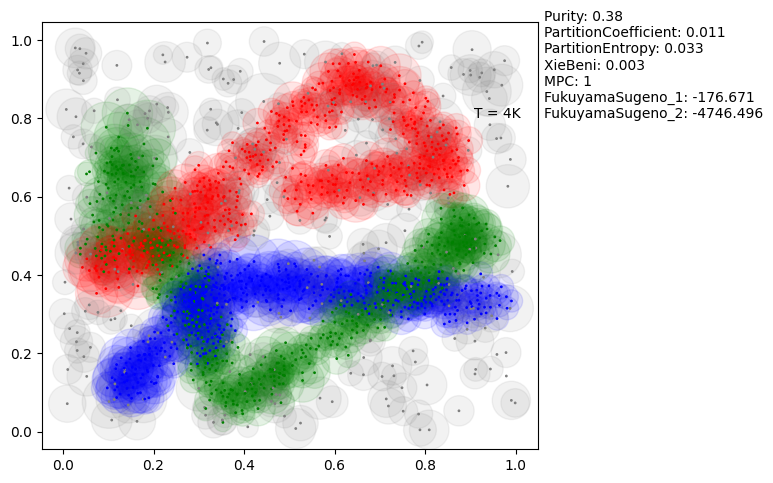 Purity: 0.38
PartitionCoefficient: 0.011
PartitionEntropy: 0.033
XieBeni: 0.003
MPC: 1
FukuyamaSugeno_1: -176.671
FukuyamaSugeno_2: -4746.496
T = 4K
1.0
0.8
0.6
0.4
0.2
0.0
0.0 0.2 0.4 0.6 0.8 1.0